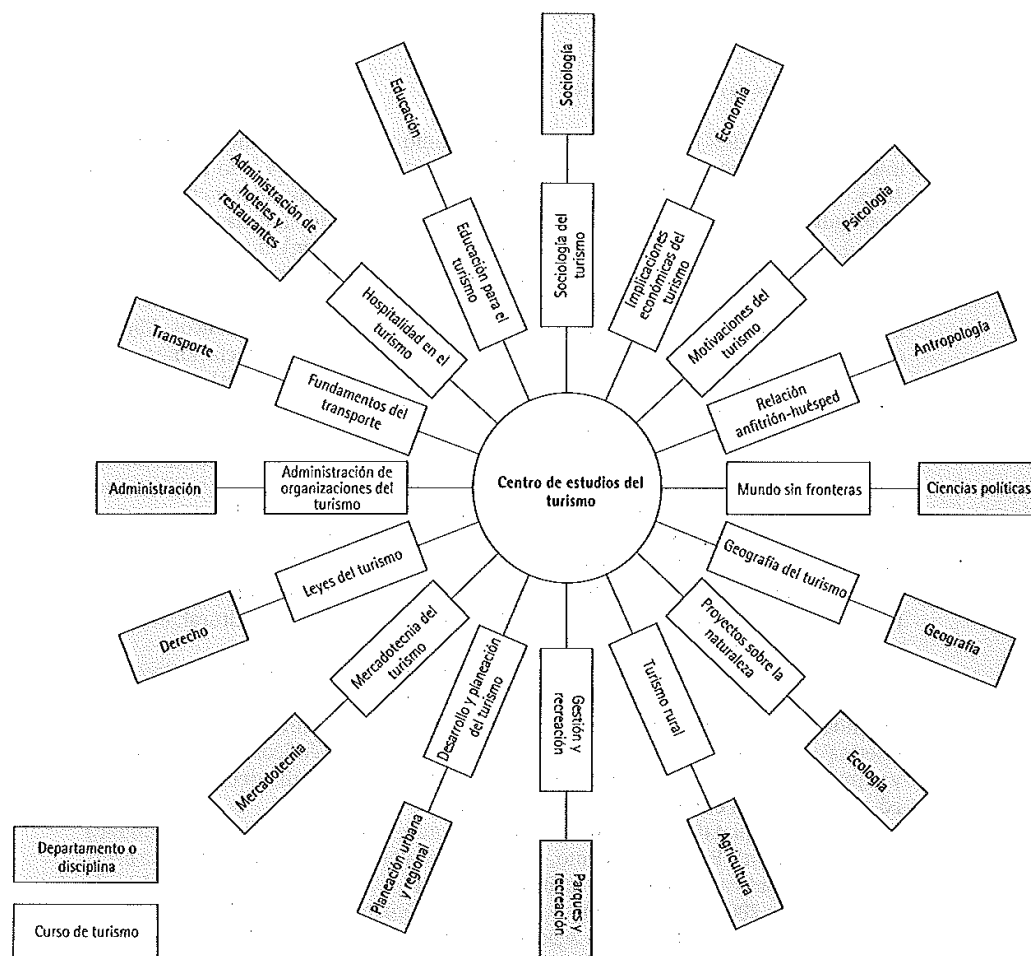 Sociología
Sociología del
turismo
Economía
Implicaciones
económicas del
turismo
Psicología
Motivaciones del
turismo
Antropología
Relación
anfitrión-huésped
Ciencias políticas
Mundo sin fronteras
Geografía
Geografía del turismo
Ecología
Proyectos sobre la
naturaleza
Agricultura
Turismo rural
Parques y
recreación
Gestión y
recreación
Planeación urbana
y regional
Desarrollo y planeación
del turismo
Mercadotecnia
Mercadotecnia del
turismo
Derecho
Leyes del turismo
Administración
Administración de
organizaciones del
turismo
Transporte
Fundamentos del
transporte
Administración de
hoteles y
restaurantes
Hospitalidad en el
turismo
Educación
Educación para el
turismo
Centro de estudios del
turismo
Departamento o
disciplina
Curso de turismo